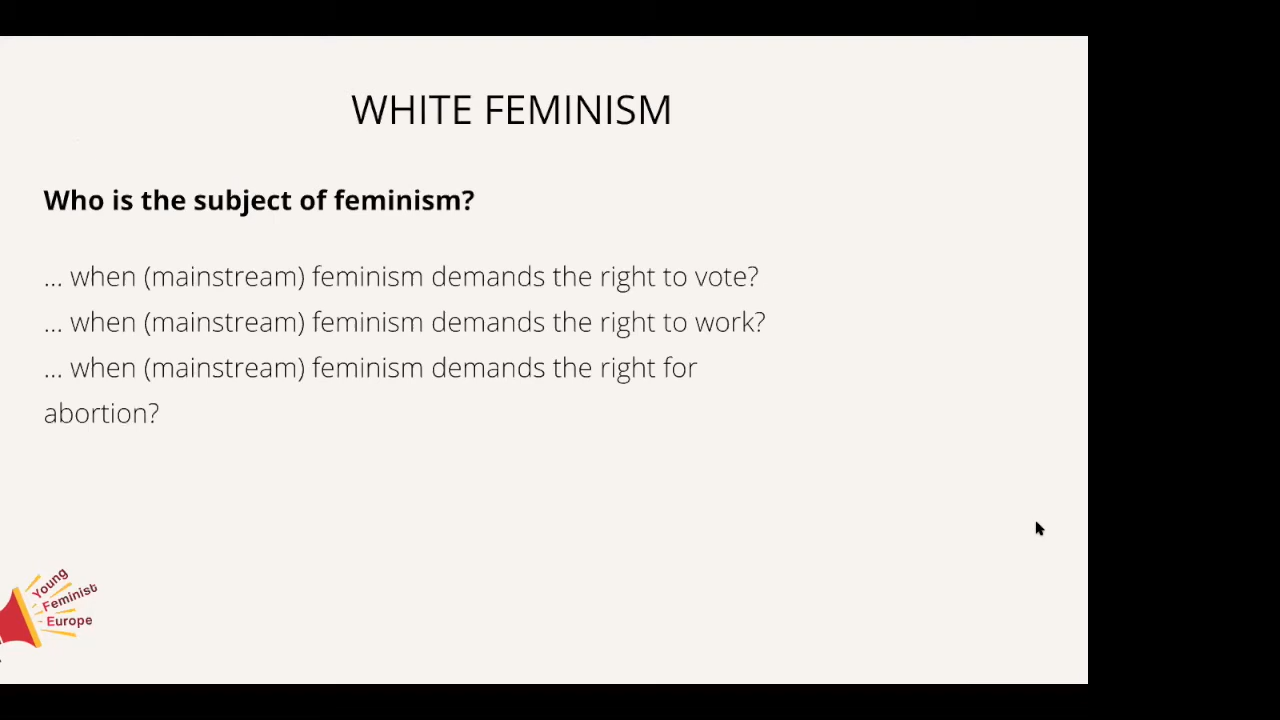 WHITE FEMINISM
Who is the subject of feminism?
... when (mainstream) feminism demands the right to vote?
... when (mainstream) feminism demands the right to work?
... when (mainstream) feminism demands the right for
abortion?
Young
Feminist
Europe